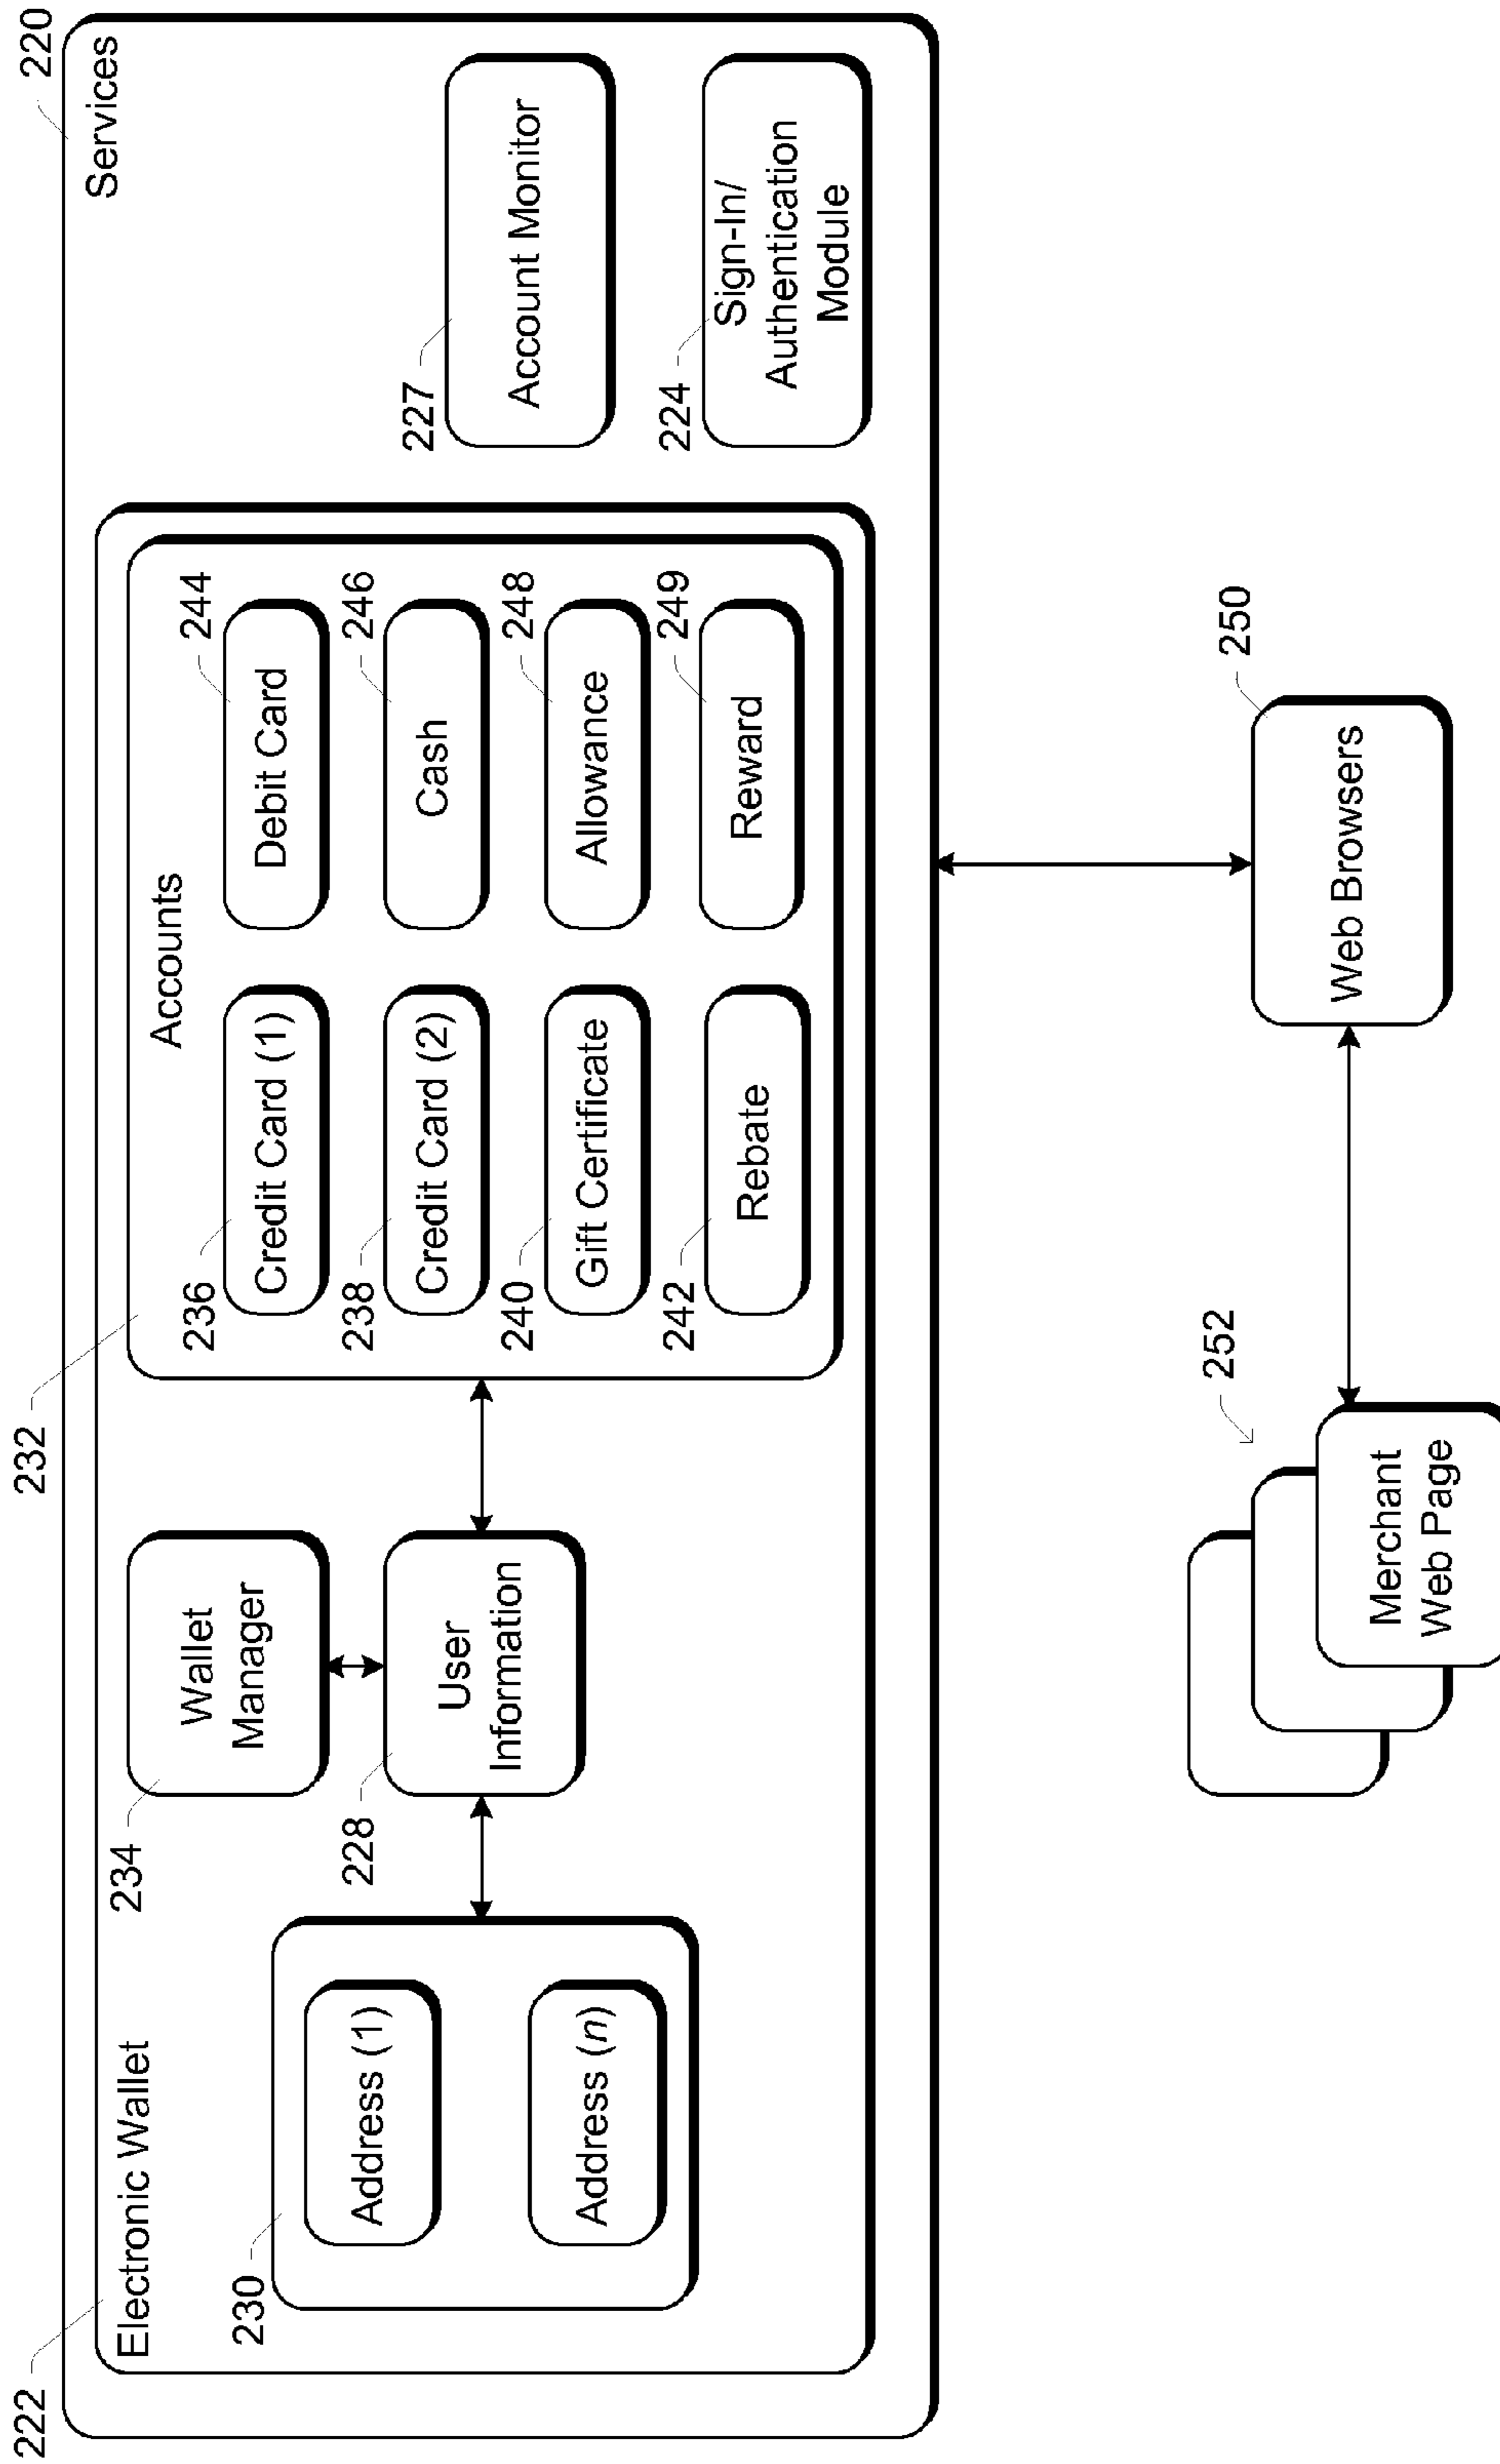 222
Electronic Wallet
230
Address (1)
Address (n)
234
Wallet
Manager
228
User
Information
232
Accounts
236
Credit Card (1)
238
Credit Card (2)
240
Gift Certificate
242
Rebate
244
Debit Card
246
Cash
248
Allowance
249
Reward
220
Services
227
Account Monitor
224
Sign-In/
Authentication
Module
252
Merchant
Web Page
250
Web Browsers